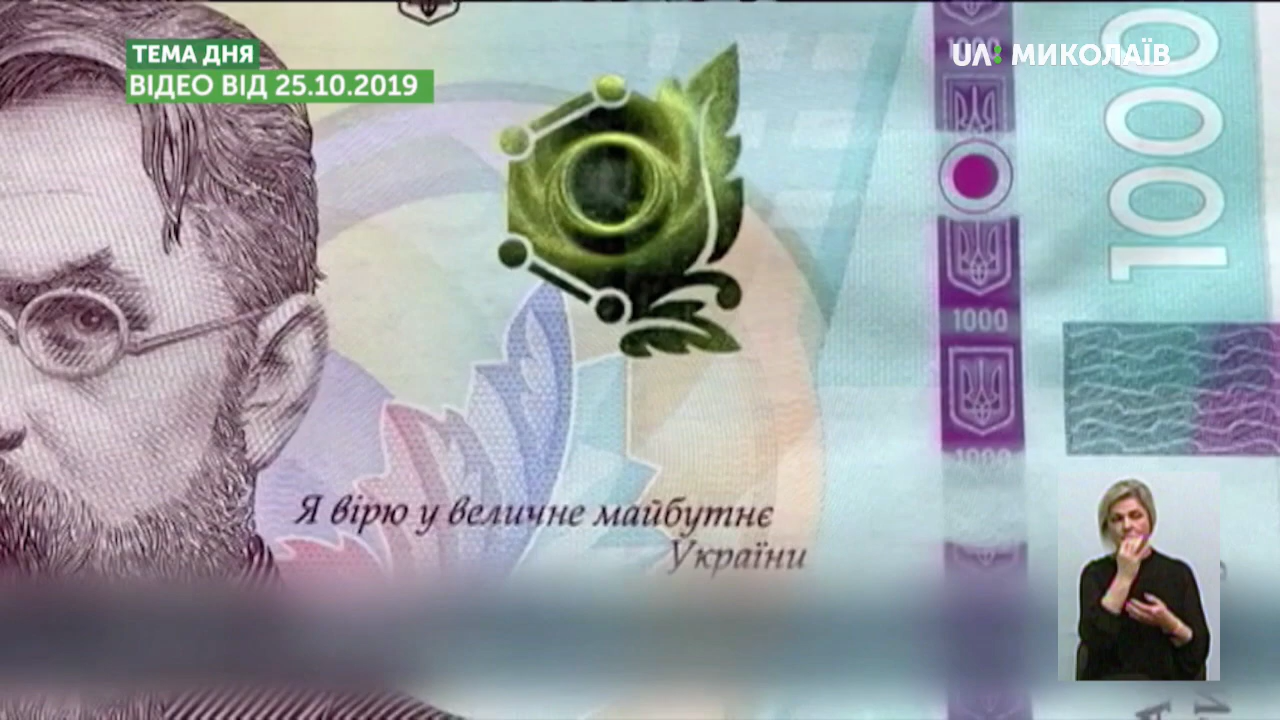 ТЕМА ДНЯ
ВІДЕО ВІД 25.10.2019
UA: МИКОЛАЇВ
1000
1000
1000
1000
Я вірю у величне майбутнє
України